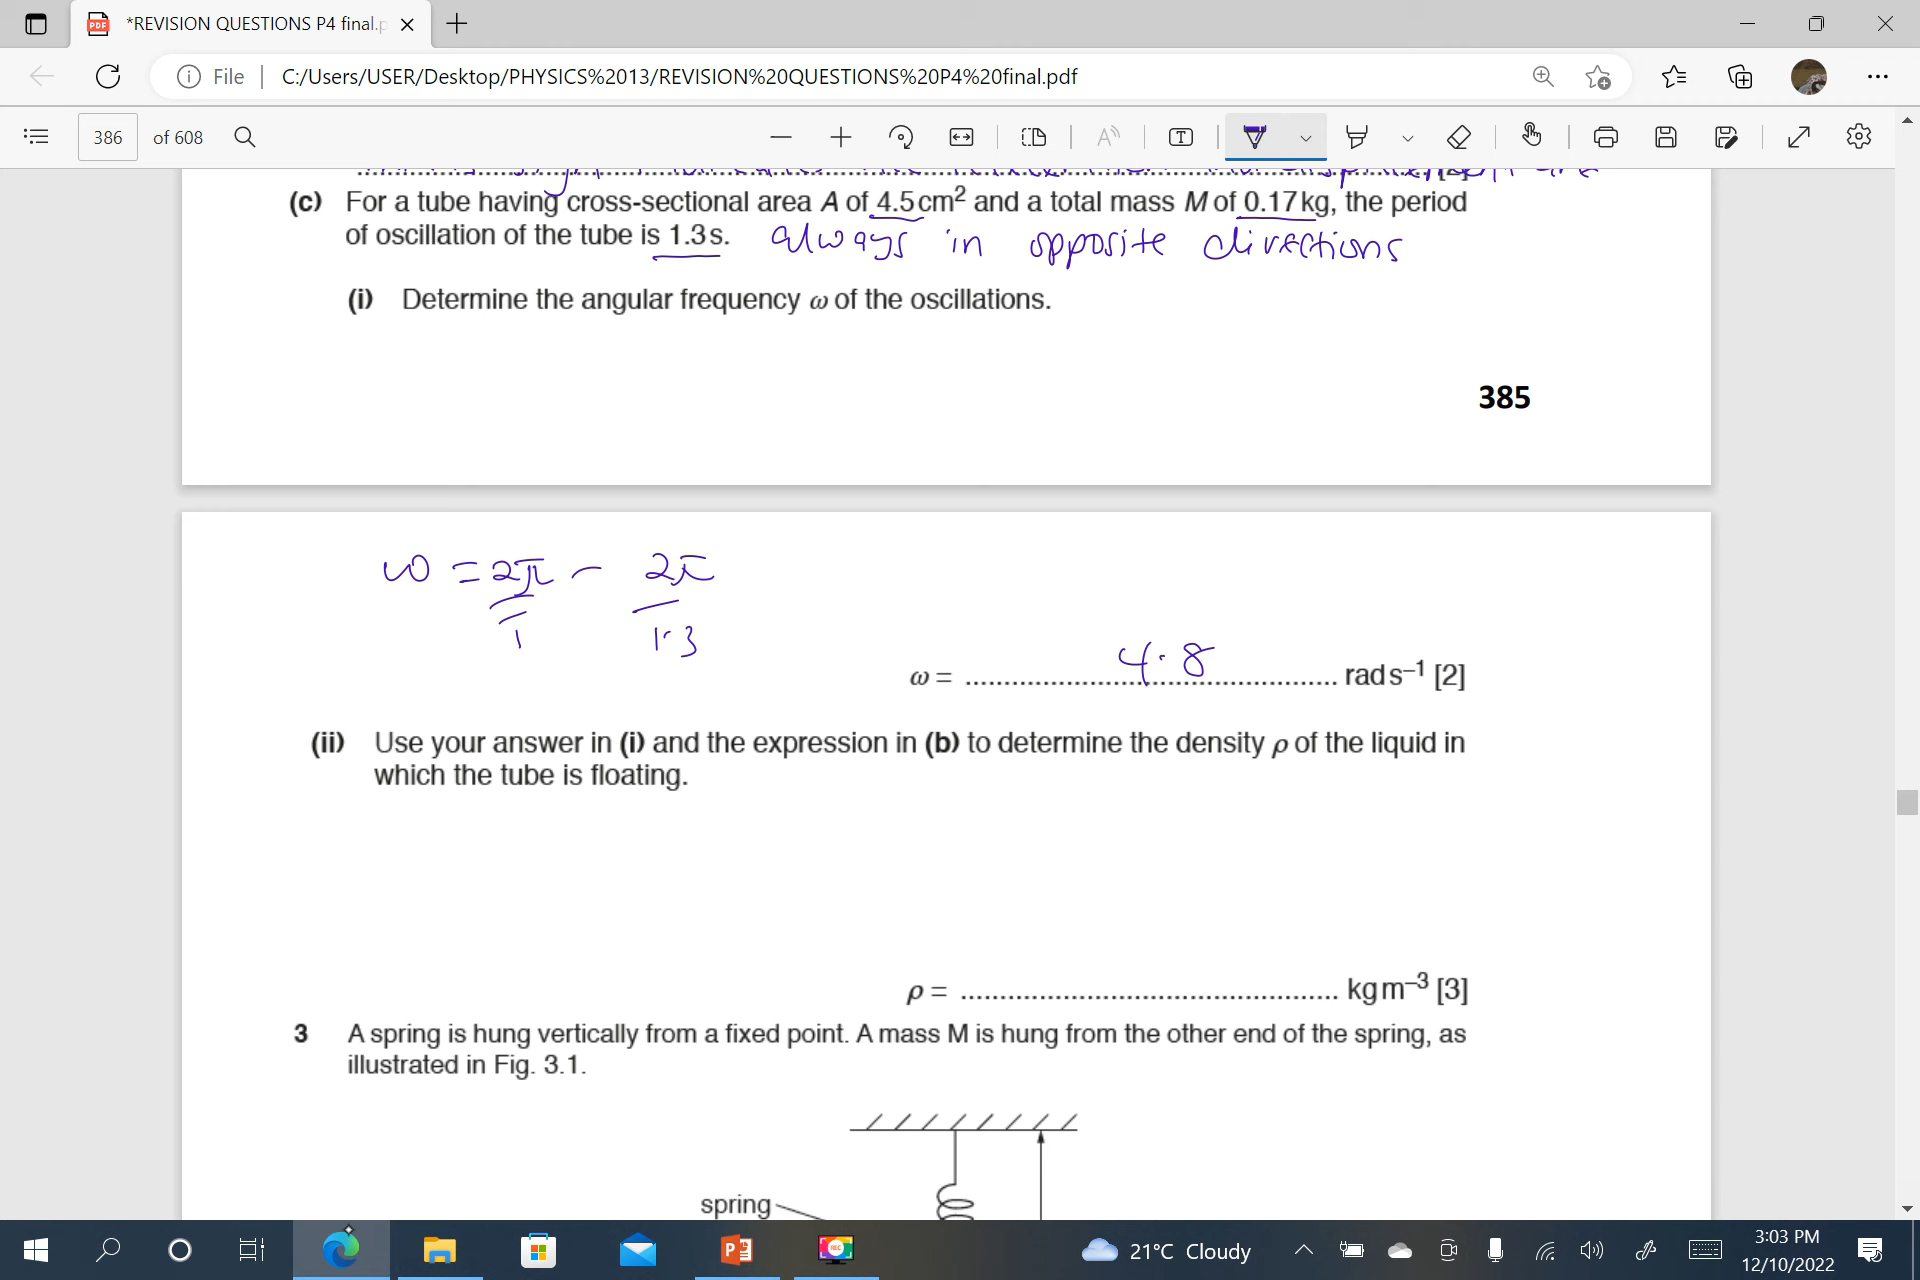 *REVISION QUESTIONS P4 final.p
File C:/Users/USER/Desktop/PHYSICS%2013/REVISION%20QUESTIONS%20P4%20final.pdf
386 of 608
(c) For a tube having cross-sectional area A of 4.5 cm² and a total mass M of 0.17 kg, the period
of oscillation of the tube is 1.3 s. always in opposite directions
(i) Determine the angular frequency ω of the oscillations.
385
ω = 2π/T = 2π/1.3
4.8
ω = ................................................ rad s⁻¹ [2]
(ii) Use your answer in (i) and the expression in (b) to determine the density ρ of the liquid in
which the tube is floating.
ρ = ................................................ kg m⁻³ [3]
3 A spring is hung vertically from a fixed point. A mass M is hung from the other end of the spring, as
illustrated in Fig. 3.1.
spring
21°C Cloudy
3:03 PM
12/10/2022